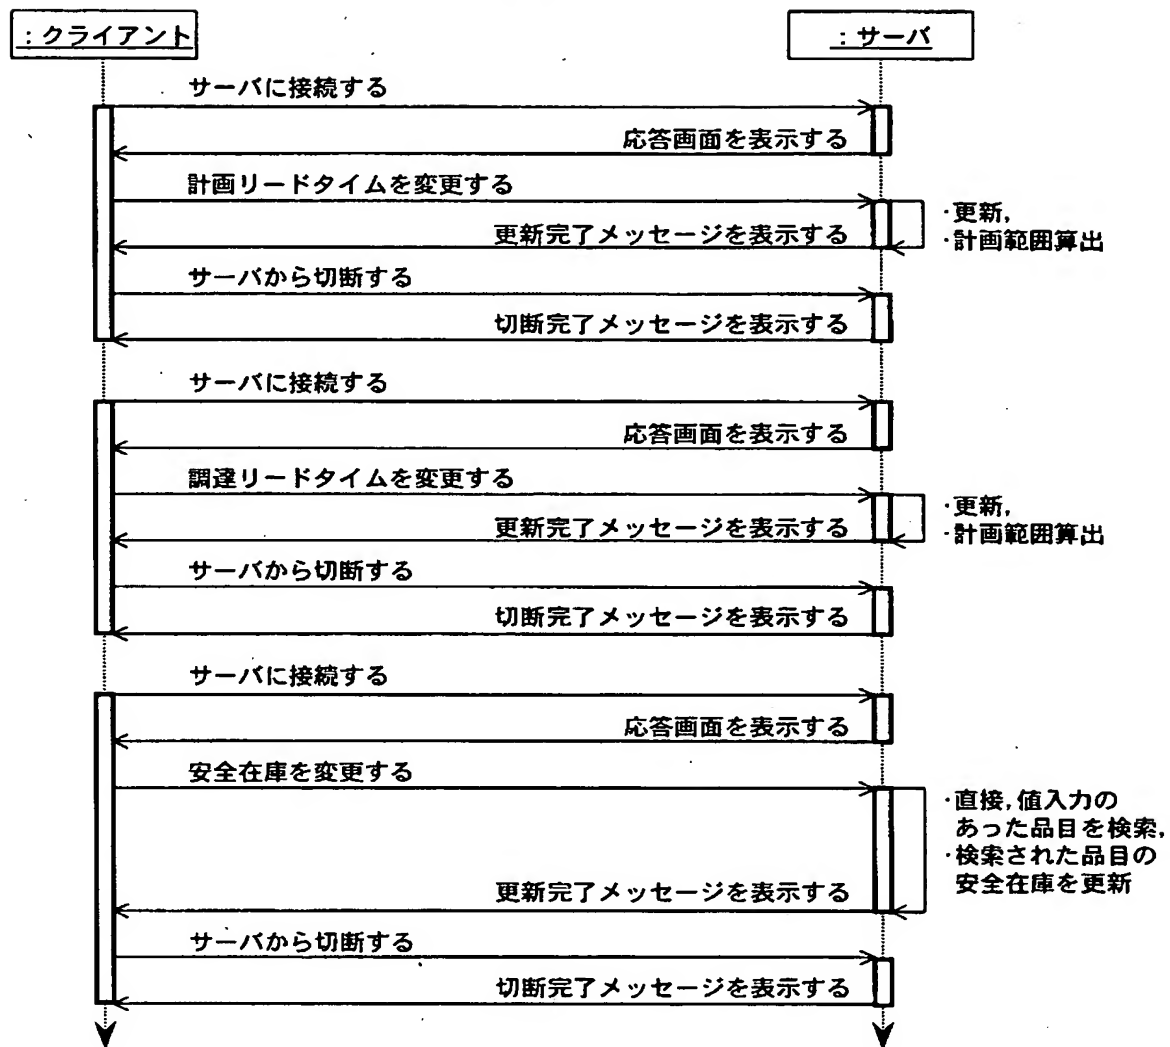 ：クライアント
：サーバ
サーバに接続する
応答画面を表示する
計画リードタイムを変更する
・更新,
更新完了メッセージを表示する
・計画範囲算出
サーバから切断する
切断完了メッセージを表示する
サーバに接続する
応答画面を表示する
調達リードタイムを変更する
・更新,
更新完了メッセージを表示する
・計画範囲算出
サーバから切断する
切断完了メッセージを表示する
サーバに接続する
応答画面を表示する
安全在庫を変更する
・直接,値入力の
あった品目を検索,
・検索された品目の
安全在庫を更新
更新完了メッセージを表示する
サーバから切断する
切断完了メッセージを表示する